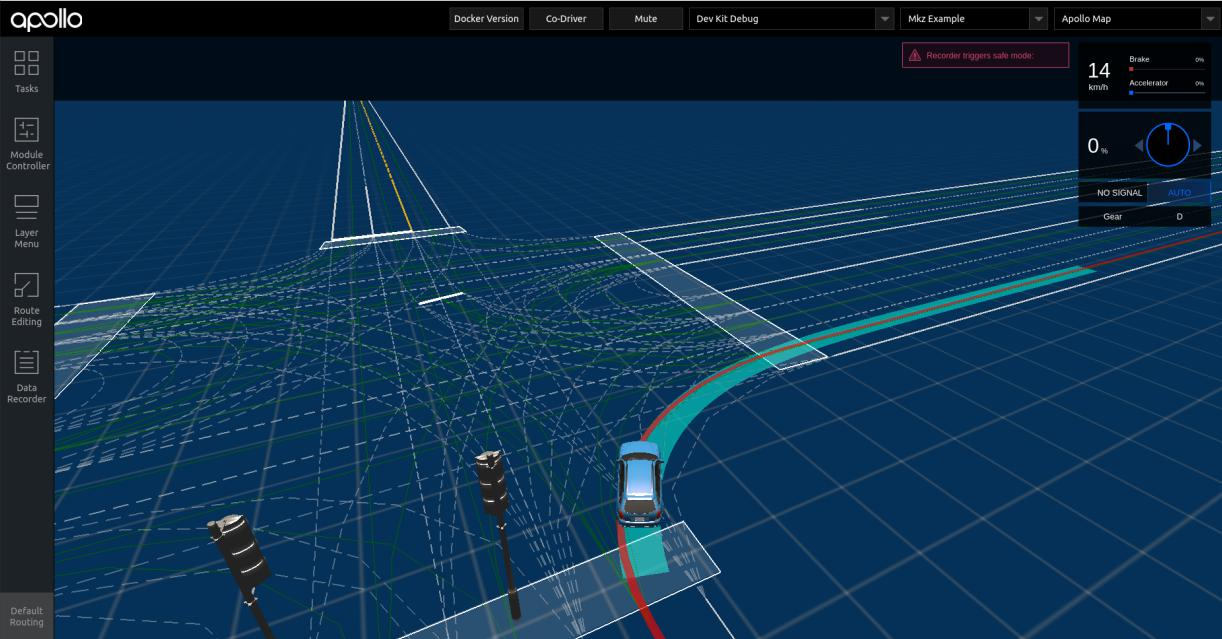 apollo
Docker Version
Co-Driver
Mute
Dev Kit Debug
Mkz Example
Apollo Map
Tasks
Module
Controller
Layer
Menu
Route
Editing
Data
Recorder
Default
Routing
Recorder triggers safe mode:
14
km/h
Brake
0%
Accelerator
0%
0 %
NO SIGNAL
AUTO
Gear
D